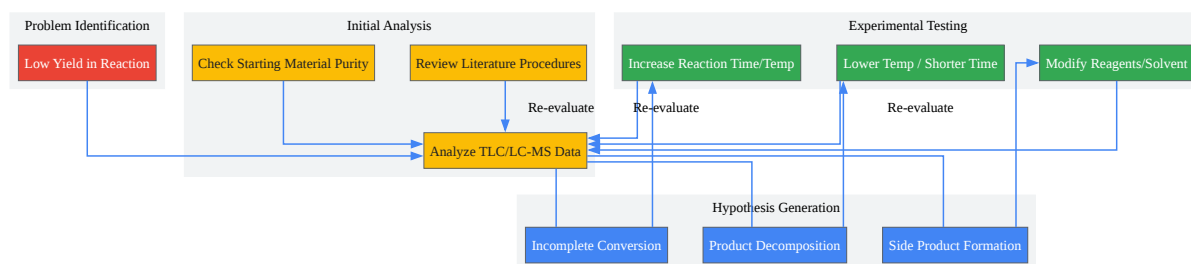 Problem Identification
Initial Analysis
Experimental Testing
Low Yield in Reaction
Check Starting Material Purity
Review Literature Procedures
Increase Reaction Time/Temp
Lower Temp / Shorter Time
Modify Reagents/Solvent
Re-evaluate
Re-evaluate
Re-evaluate
Analyze TLC/LC-MS Data
Hypothesis Generation
Incomplete Conversion
Product Decomposition
Side Product Formation